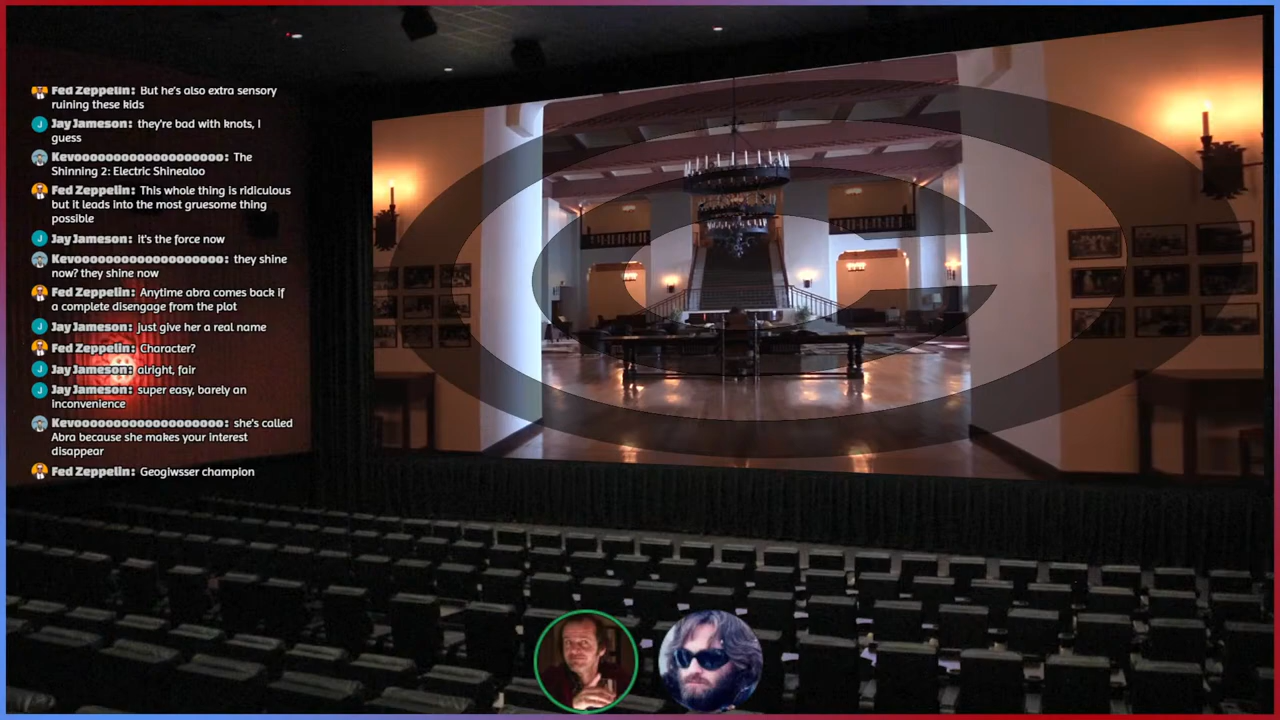 Fed Zeppelin: But he's also extra sensory
ruining these kids
J JayJameson: they're bad with knots, I
guess
Kevooooooooooooooooooo: The
Shinning 2: Electric Shinealoo
Fed Zeppelin: This whole thing is ridiculous
but it leads into the most gruesome thing
possible
J JayJameson: it's the force now
Kevooooooooooooooooooo: they shine
now? they shine now
Fed Zeppelin: Anytime abra comes back if
a complete disengage from the plot
J JayJameson: just give her a real name
Fed Zeppelin: Character?
J JayJameson: alright, fair
J JayJameson: super easy, barely an
inconvenience
Kevooooooooooooooooooo: she's called
Abra because she makes your interest
disappear
Fed Zeppelin: Geogiwsser champion